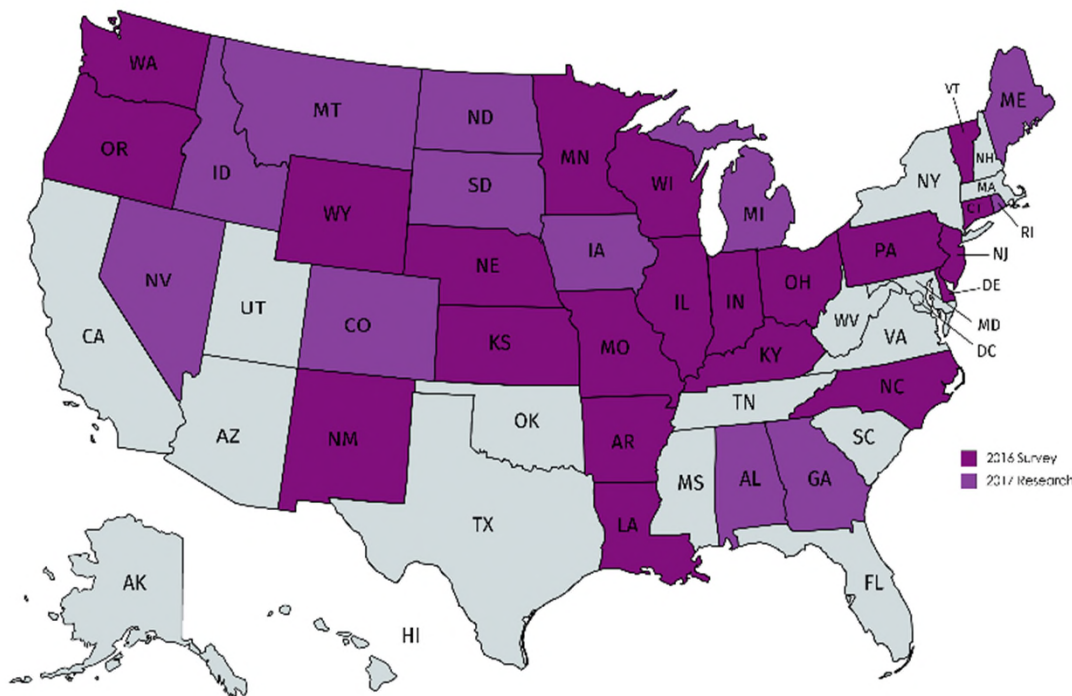 WA
MT
ND
MN
VT
ME
OR
ID
SD
WI
NY
NH
MA
WY
MI
CT
RI
IA
NE
PA
NJ
NV
OH
IL
IN
DE
UT
CO
WV
MD
CA
KS
MO
VA
DC
KY
NC
TN
OK
AZ
NM
AR
SC
2016 Survey
MS
AL
GA
2017 Research
TX
LA
AK
FL
HI